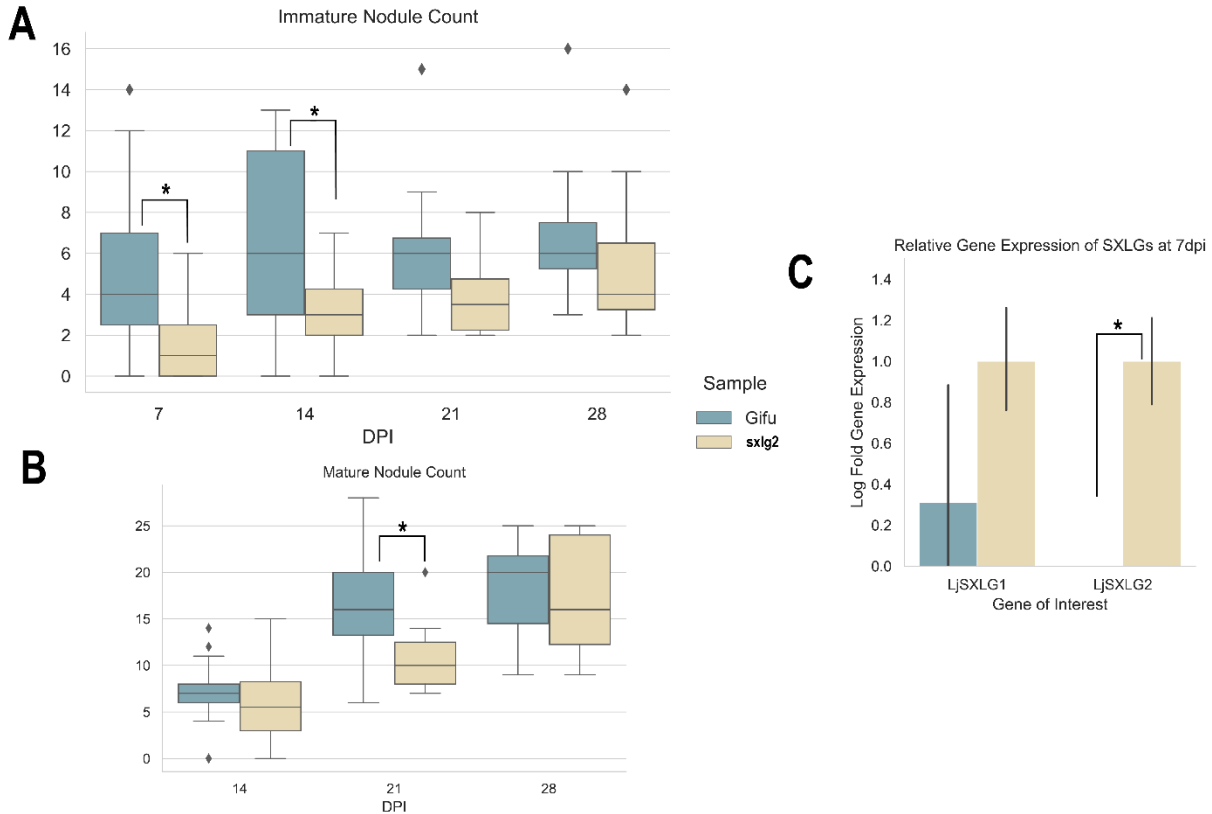 A
Immature Nodule Count
16
14
12
10
8
6
4
2
0
*
*
7 14 21 28
DPI
Sample
Gifu
sxlg2
B
Mature Nodule Count
25
20
15
10
5
0
*
14 21 28
DPI
C
Relative Gene Expression of SXLGs at 7dpi
Log Fold Gene Expression
1.4
1.2
1.0
0.8
0.6
0.4
0.2
0.0
*
LjSXLG1 LjSXLG2
Gene of Interest